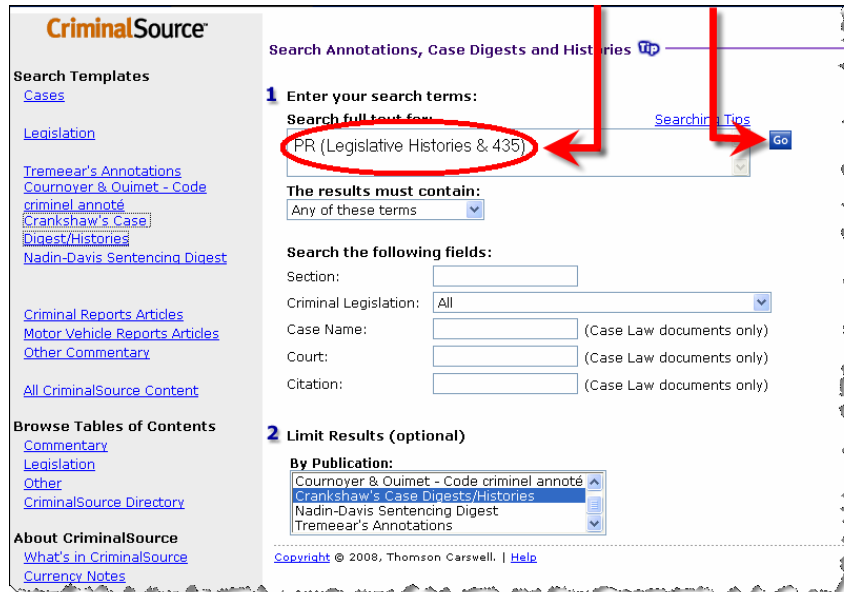 CriminalSource
Search Templates
Cases
Legislation
Tremeear's Annotations
Cournoyer & Ouimet - Code
criminel annoté
Crankshaw's Case
Digest/Histories
Nadin-Davis Sentencing Digest
Criminal Reports Articles
Motor Vehicle Reports Articles
Other Commentary
All CriminalSource Content
Browse Tables of Contents
Commentary
Legislation
Other
CriminalSource Directory
About CriminalSource
What's in CriminalSource
Currency Notes
Search Annotations, Case Digests and Histories Tip
1 Enter your search terms:
Search full text for:
Searching Tips
PR (Legislative Histories & 435)
Go
The results must contain:
Any of these terms
Search the following fields:
Section:
Criminal Legislation: All
Case Name: (Case Law documents only)
Court: (Case Law documents only)
Citation: (Case Law documents only)
2 Limit Results (optional)
By Publication:
Cournoyer & Ouimet - Code criminel annoté
Crankshaw's Case Digests/Histories
Nadin-Davis Sentencing Digest
Tremeear's Annotations
Copyright © 2008, Thomson Carswell. | Help